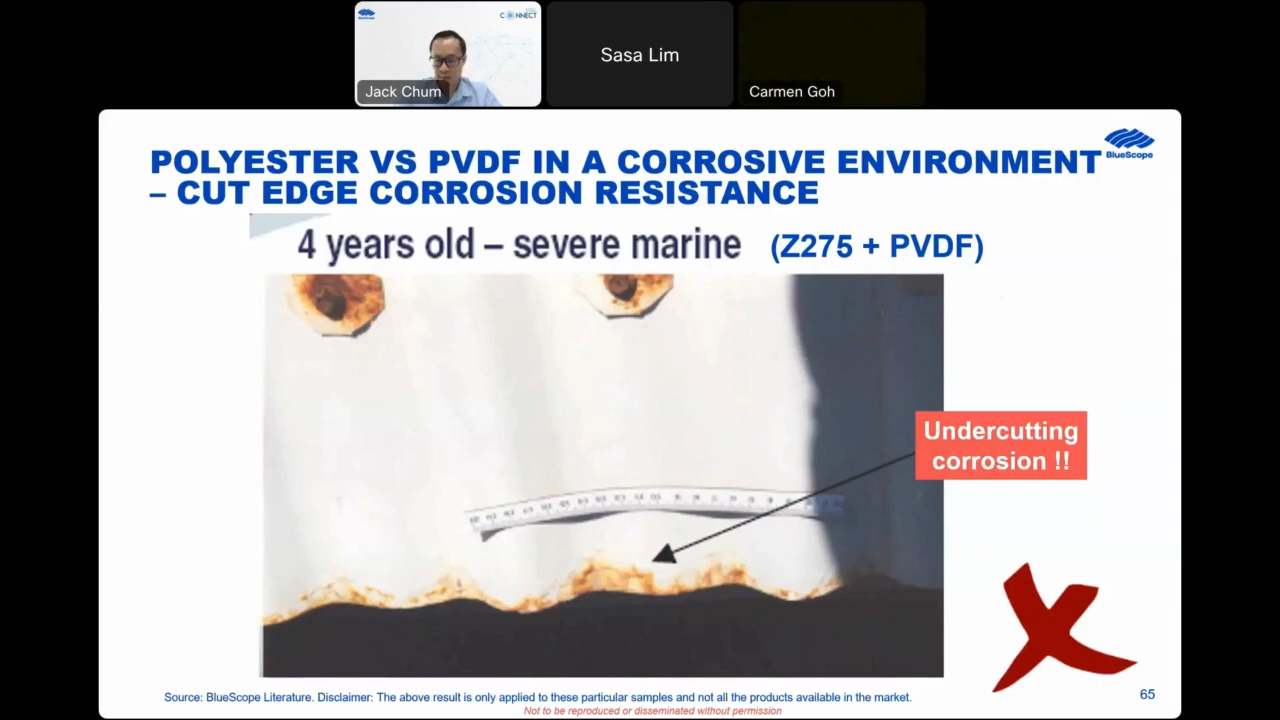 BlueScope
CONNECT
Jack Chum
Sasa Lim
Carmen Goh
BlueScope
POLYESTER VS PVDF IN A CORROSIVE ENVIRONMENT
– CUT EDGE CORROSION RESISTANCE
4 years old – severe marine (Z275 + PVDF)
Undercutting
corrosion !!
Source: BlueScope Literature. Disclaimer: The above result is only applied to these particular samples and not all the products available in the market.
65
Not to be reproduced or disseminated without permission